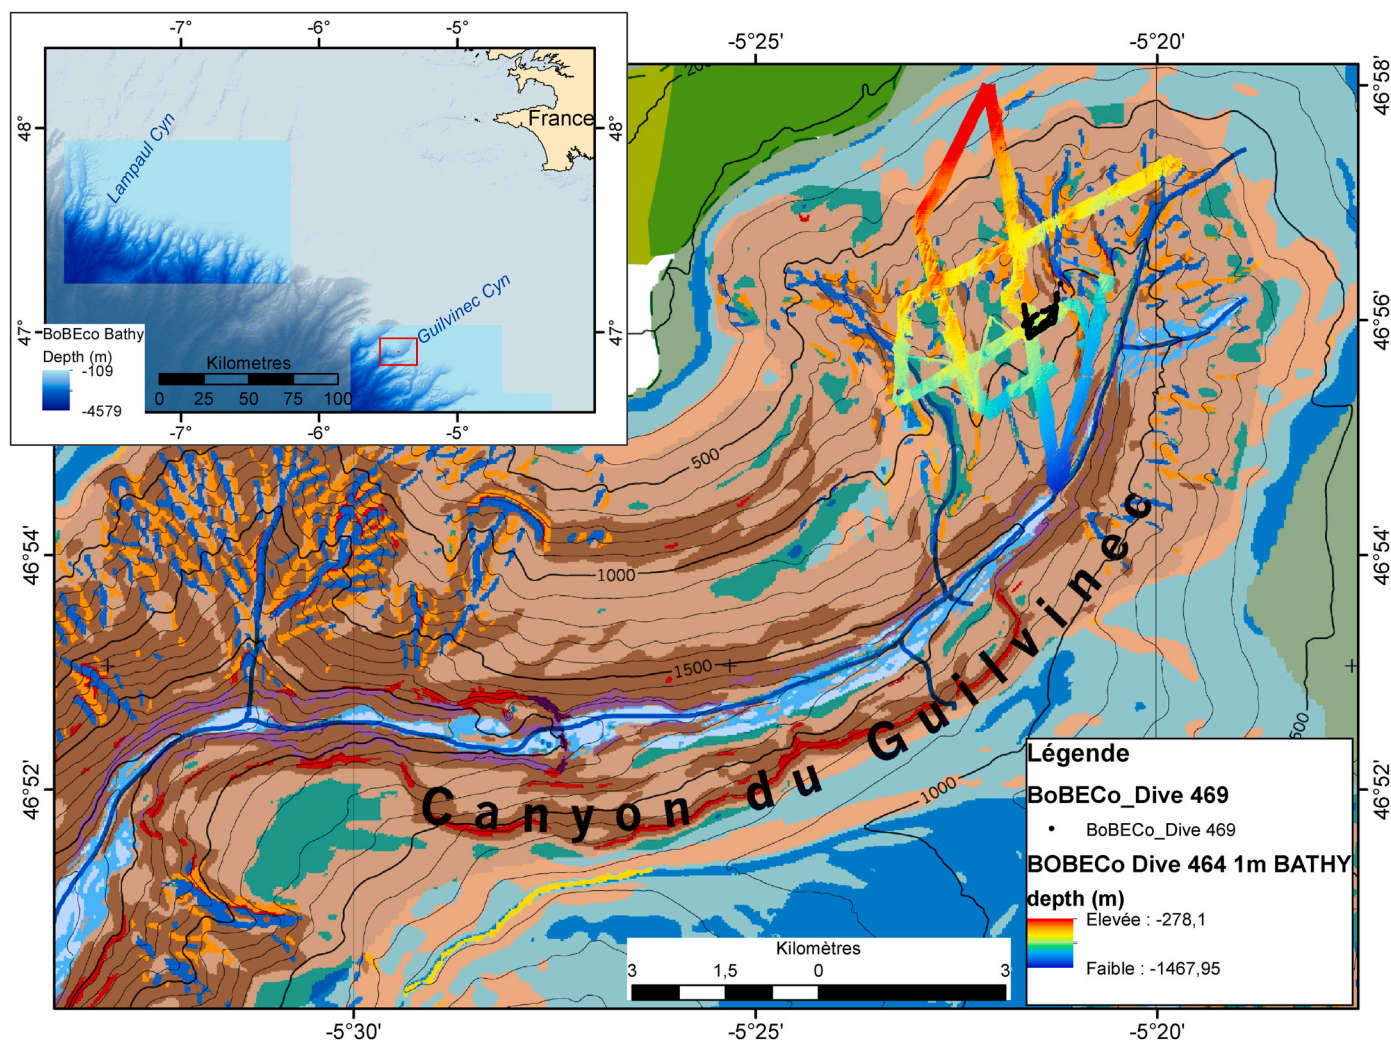 -7° -6° -5°
48° Lampaul Cyn France 48°
47° Guilvinec Cyn 47°
BoBEco Bathy
Depth (m)
-109
-4579
Kilometres
0 25 50 75 100
-7° -6° -5°
-5°25' -5°20'
46°58'
46°56'
46°54' 46°54'
46°52' 46°52'
500
1000
1500
1000
Canyon du Guilvinec
Légende
BoBECo_Dive 469
BoBECo_Dive 469
BOBECo Dive 464 1m BATHY
depth (m)
Elevée : -278,1
Faible : -1467,95
Kilomètres
3 1,5 0 3
-5°30' -5°25' -5°20'